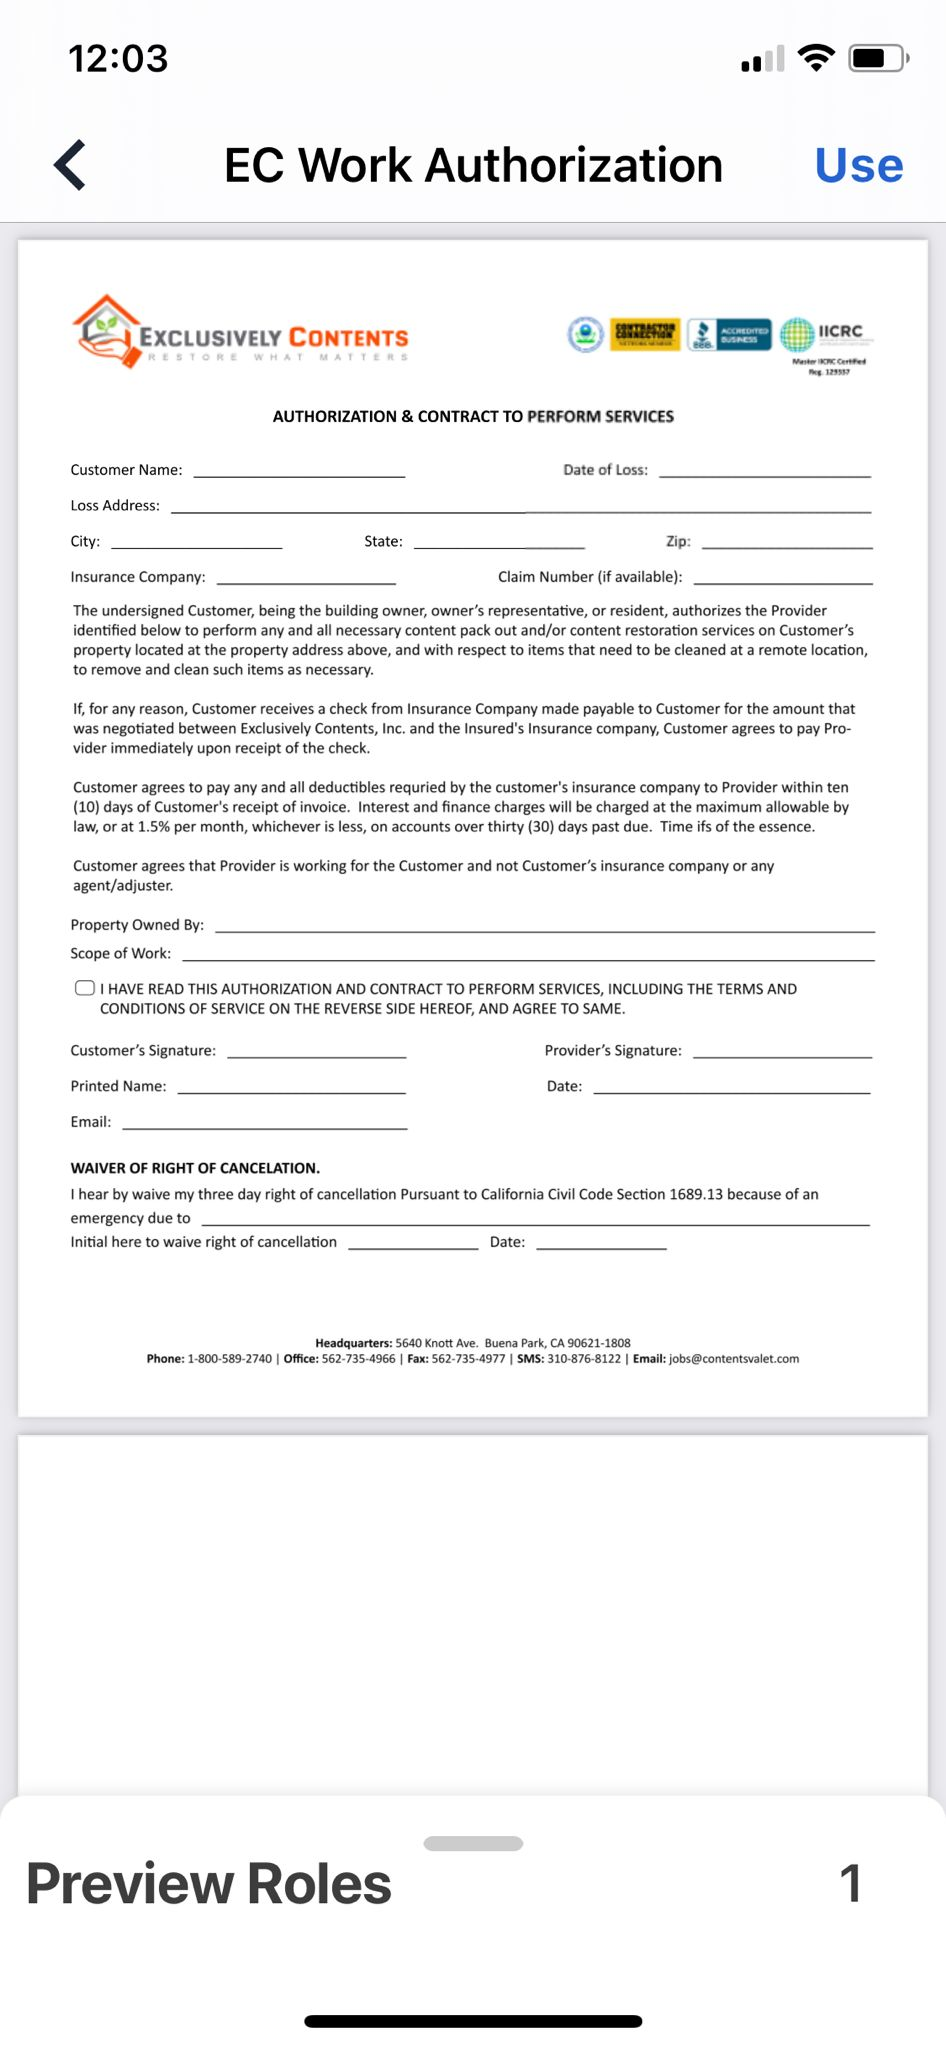 12:03
EC Work Authorization
Use
EXCLUSIVELY CONTENTS
RESTORE WHAT MATTERS
CONTRACTOR
CONNECTION
BBB.
ACCREDITED
BUSINESS
IICRC
Master IICRC Certified
Reg. 123557
AUTHORIZATION & CONTRACT TO PERFORM SERVICES
Customer Name:
Date of Loss:
Loss Address:
City:
State:
Zip:
Insurance Company:
Claim Number (if available):
The undersigned Customer, being the building owner, owner's representative, or resident, authorizes the Provider
identified below to perform any and all necessary content pack out and/or content restoration services on Customer's
property located at the property address above, and with respect to items that need to be cleaned at a remote location,
to remove and clean such items as necessary.
If, for any reason, Customer receives a check from Insurance Company made payable to Customer for the amount that
was negotiated between Exclusively Contents, Inc. and the Insured's Insurance company, Customer agrees to pay Pro-
vider immediately upon receipt of the check.
Customer agrees to pay any and all deductibles requried by the customer's insurance company to Provider within ten
(10) days of Customer's receipt of invoice. Interest and finance charges will be charged at the maximum allowable by
law, or at 1.5% per month, whichever is less, on accounts over thirty (30) days past due. Time ifs of the essence.
Customer agrees that Provider is working for the Customer and not Customer's insurance company or any
agent/adjuster.
Property Owned By:
Scope of Work:
I HAVE READ THIS AUTHORIZATION AND CONTRACT TO PERFORM SERVICES, INCLUDING THE TERMS AND
CONDITIONS OF SERVICE ON THE REVERSE SIDE HEREOF, AND AGREE TO SAME.
Customer's Signature:
Provider's Signature:
Printed Name:
Date:
Email:
WAIVER OF RIGHT OF CANCELATION.
I hear by waive my three day right of cancellation Pursuant to California Civil Code Section 1689.13 because of an
emergency due to
Initial here to waive right of cancellation
Date:
Headquarters: 5640 Knott Ave. Buena Park, CA 90621-1808
Phone: 1-800-589-2740 | Office: 562-735-4966 | Fax: 562-735-4977 | SMS: 310-876-8122 | Email: jobs@contentsvalet.com
Preview Roles
1